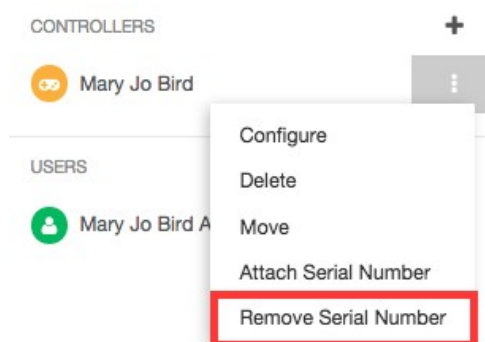 CONTROLLERS
Mary Jo Bird
Configure
USERS
Delete
Mary Jo Bird A
Move
Attach Serial Number
Remove Serial Number